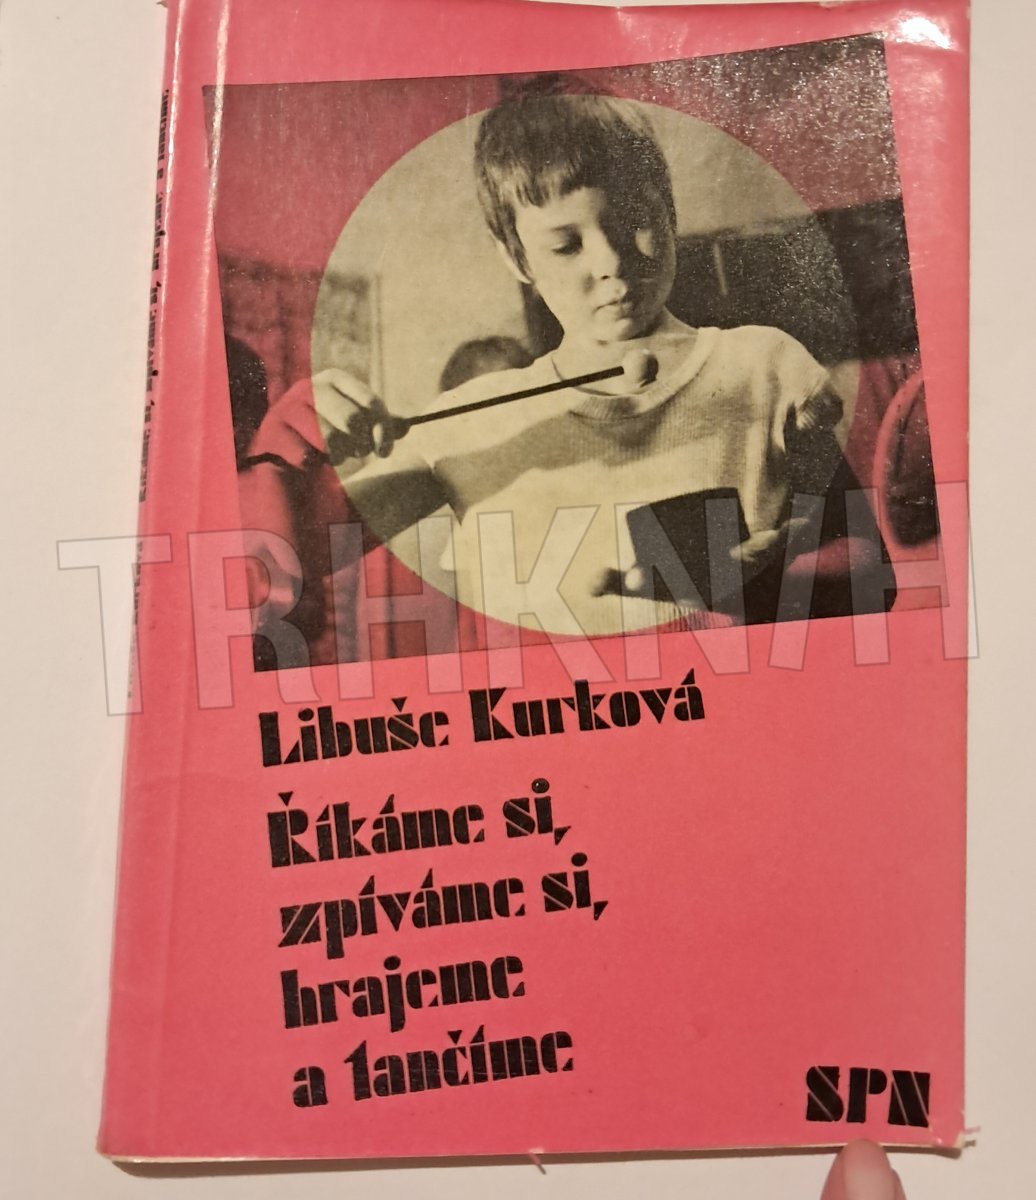 TRHKNIH
Libuše Kurková
Říkáme si,
zpíváme si,
hrajeme
a tančíme
SPN